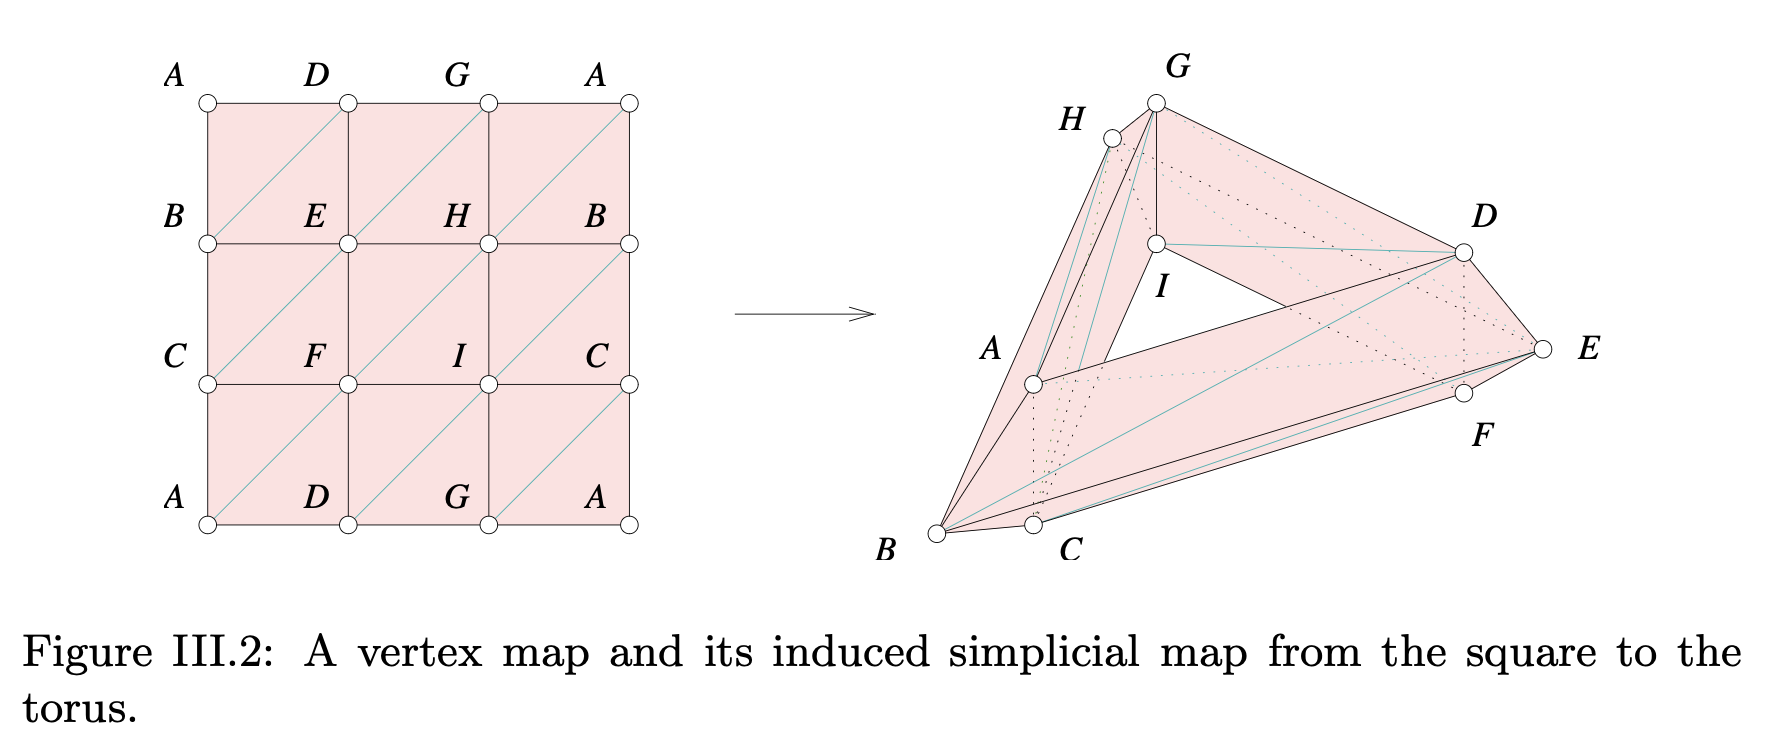 A D G A
B E H B
C F I C
A D G A
G
H
D
I
A
E
F
B
C
Figure III.2: A vertex map and its induced simplicial map from the square to the
torus.